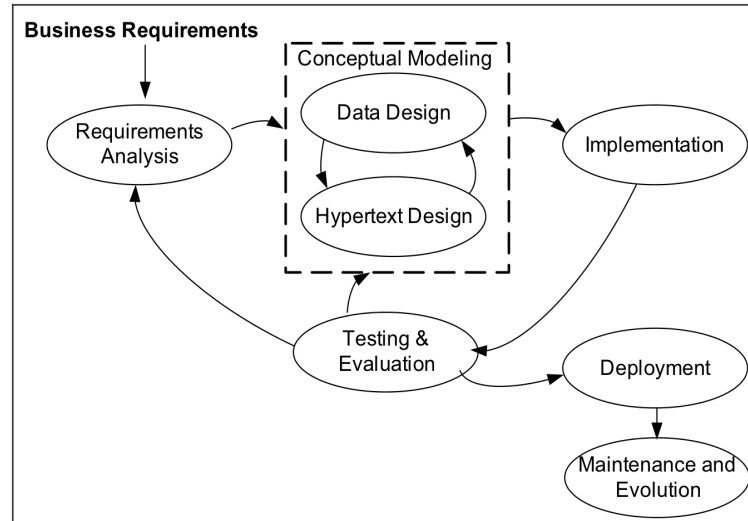 Business Requirements
Conceptual Modeling
Data Design
Requirements
Analysis
Implementation
Hypertext Design
Testing &
Evaluation
Deployment
Maintenance and
Evolution